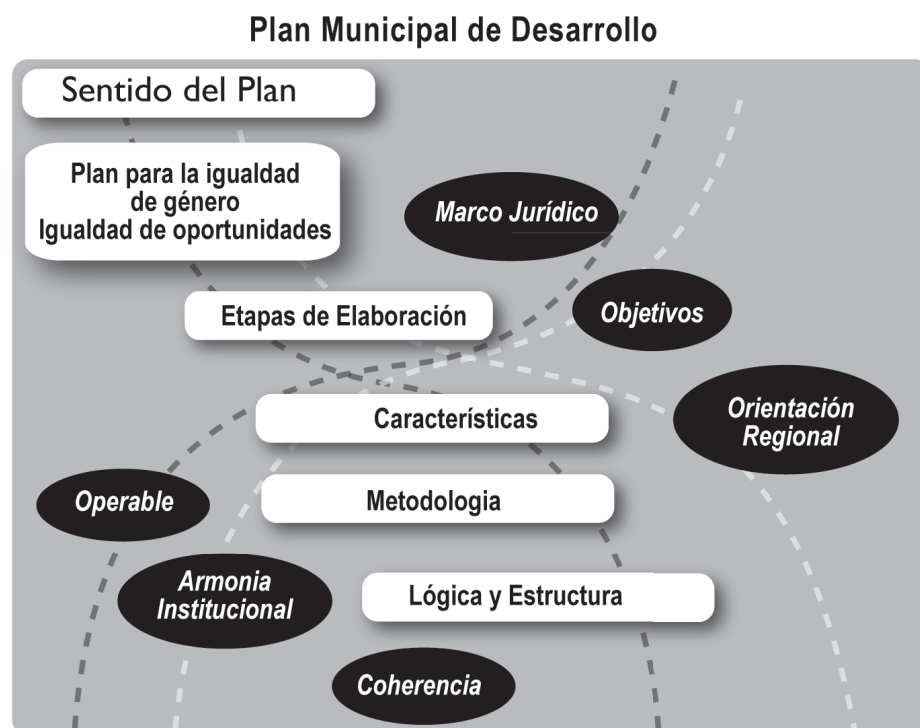 Plan Municipal de Desarrollo
Sentido del Plan
Plan para la igualdad
de género
Igualdad de oportunidades
Marco Jurídico
Etapas de Elaboración
Objetivos
Característificas
Orientación
Regional
Operable
Metodologia
Armonia
Institucional
Lógica y Estructura
Coherencia